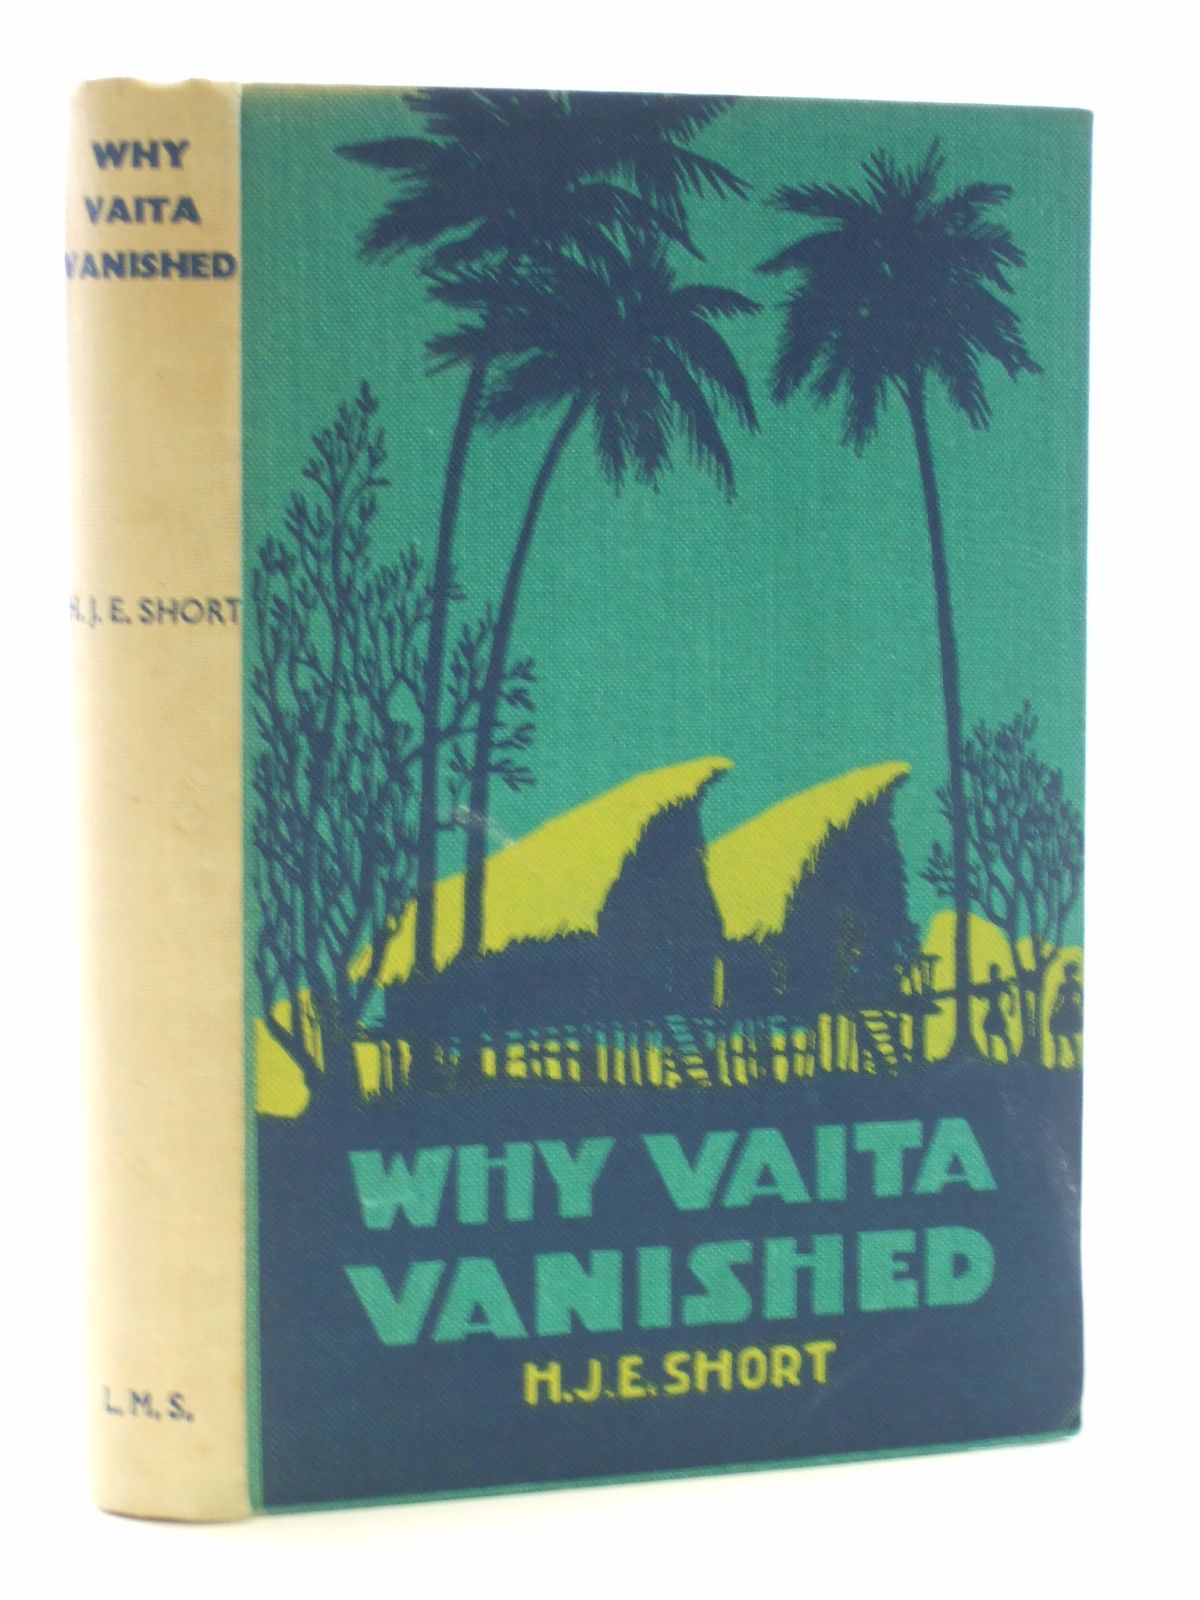 WHY
VAITA
VANISHED
H.J.E. SHORT
L.M.S.
WHY VAITA
VANISHED
H.J.E. SHORT